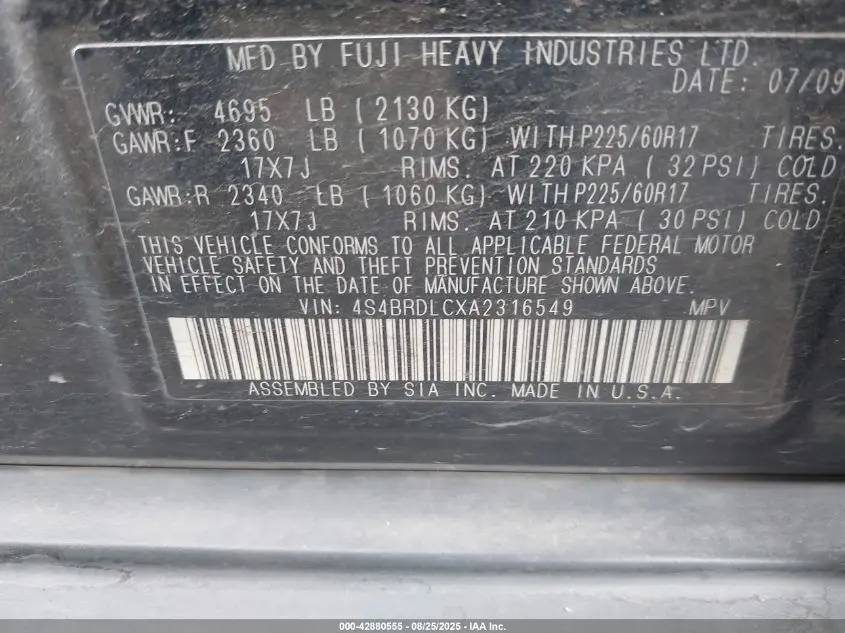 MFD BY FUJI HEAVY INDUSTRIES LTD.
DATE: 07/09
GVWR: 4695 LB ( 2130 KG)
GAWR:F 2360 LB ( 1070 KG) WITH P225/60R17 TIRES.
17X7J RIMS. AT 220 KPA ( 32 PSI) COLD
GAWR:R 2340 LB ( 1060 KG) WITH P225/60R17 TIRES.
17X7J RIMS. AT 210 KPA ( 30 PSI) COLD
THIS VEHICLE CONFORMS TO ALL APPLICABLE FEDERAL MOTOR
VEHICLE SAFETY AND THEFT PREVENTION STANDARDS
IN EFFECT ON THE DATE OF MANUFACTURE SHOWN ABOVE.
VIN: 4S4BRDLCXA2316549 MPV
ASSEMBLED BY SIA INC. MADE IN U.S.A.
000-42880555 - 08/25/2025 - IAA Inc.